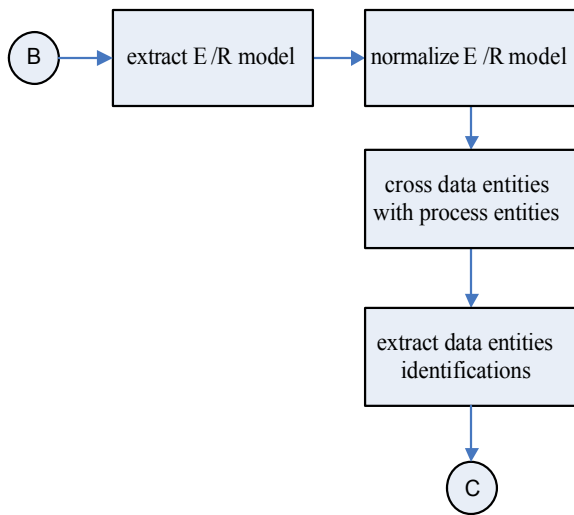 B
extract E /R model
normalize E /R model
cross data entities
with process entities
extract data entities
identifications
C